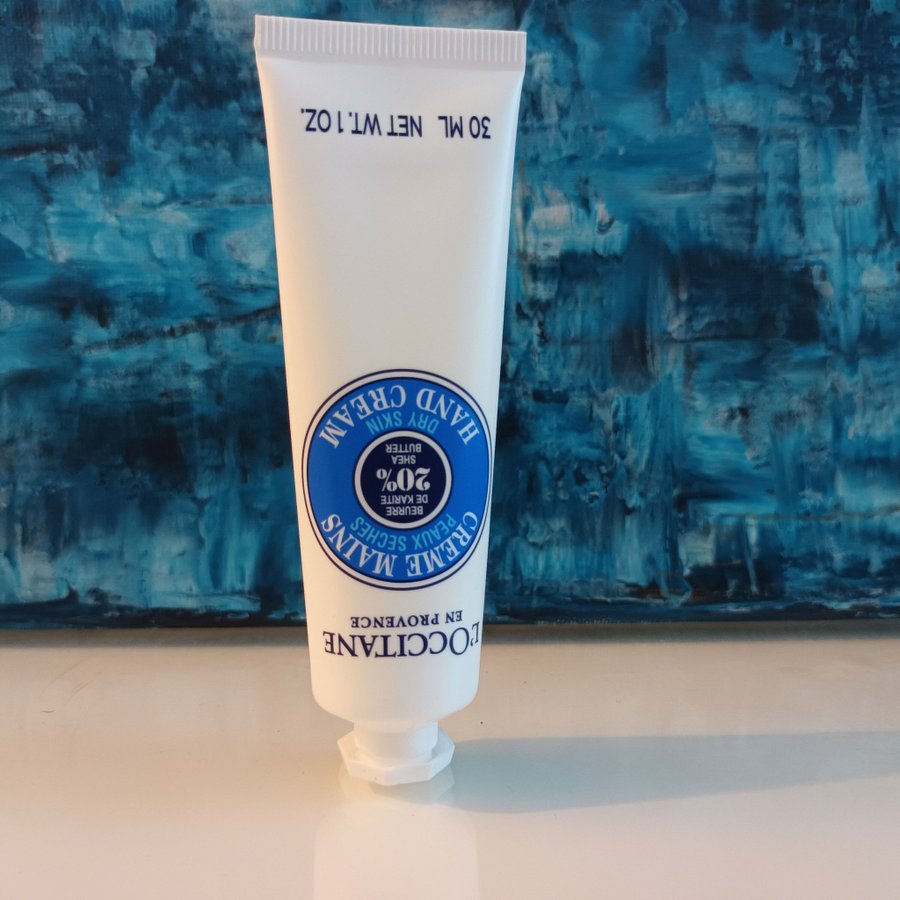 L'OCCITANE
EN PROVENCE
CREME MAINS
PEAUX SECHES
BEURRE
DE KARITE
20%
SHEA
BUTTER
DRY SKIN
HAND CREAM
30 ML NET WT. 1 OZ.